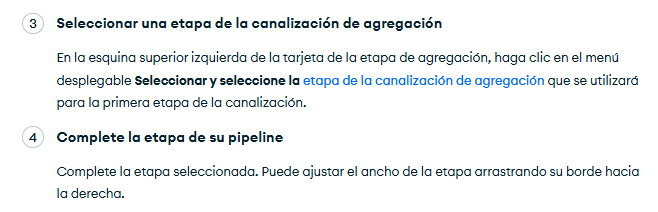 3 Seleccionar una etapa de la canalización de agregación
En la esquina superior izquierda de la tarjeta de la etapa de agregación, haga clic en el menú
desplegable Seleccionar y seleccione la etapa de la canalización de agregación que se utilizará
para la primera etapa de la canalización.
4 Complete la etapa de su pipeline
Complete la etapa seleccionada. Puede ajustar el ancho de la etapa arrastrando su borde hacia
la derecha.